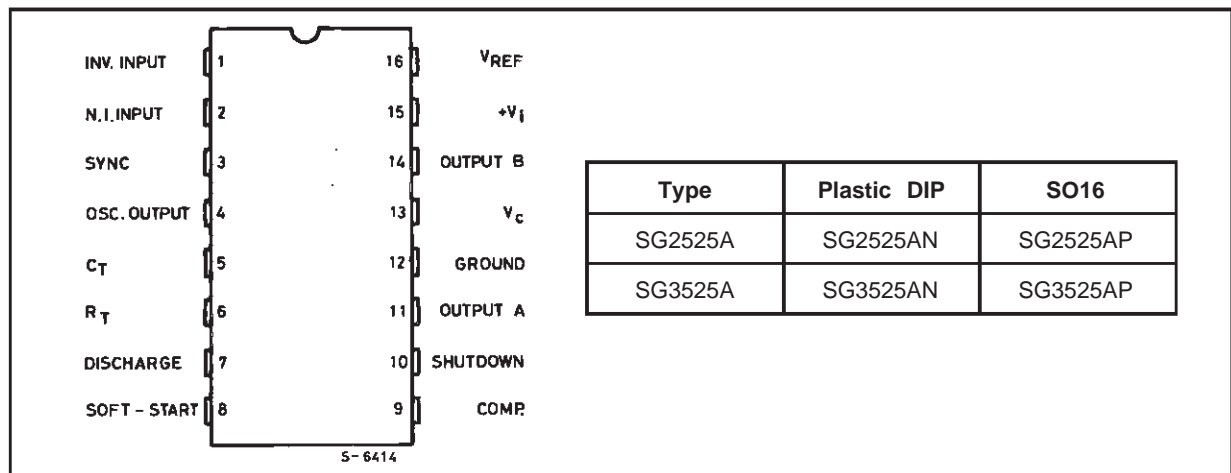 INV. INPUT 1 16 VREF
N.I. INPUT 2 15 +Vi
SYNC 3 14 OUTPUT B
OSC. OUTPUT 4 13 Vc
CT 5 12 GROUND
RT 6 11 OUTPUT A
DISCHARGE 7 10 SHUTDOWN
SOFT - START 8 9 COMP.
S-6414
Type Plastic DIP SO16
SG2525A SG2525AN SG2525AP
SG3525A SG3525AN SG3525AP